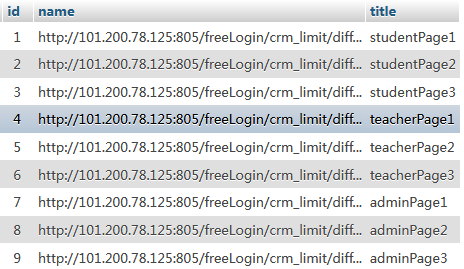 id name title
1 http://101.200.78.125:805/freeLogin/crm_limit/diff... studentPage1
2 http://101.200.78.125:805/freeLogin/crm_limit/diff... studentPage2
3 http://101.200.78.125:805/freeLogin/crm_limit/diff... studentPage3
4 http://101.200.78.125:805/freeLogin/crm_limit/diff... teacherPage1
5 http://101.200.78.125:805/freeLogin/crm_limit/diff... teacherPage2
6 http://101.200.78.125:805/freeLogin/crm_limit/diff... teacherPage3
7 http://101.200.78.125:805/freeLogin/crm_limit/diff... adminPage1
8 http://101.200.78.125:805/freeLogin/crm_limit/diff... adminPage2
9 http://101.200.78.125:805/freeLogin/crm_limit/diff... adminPage3